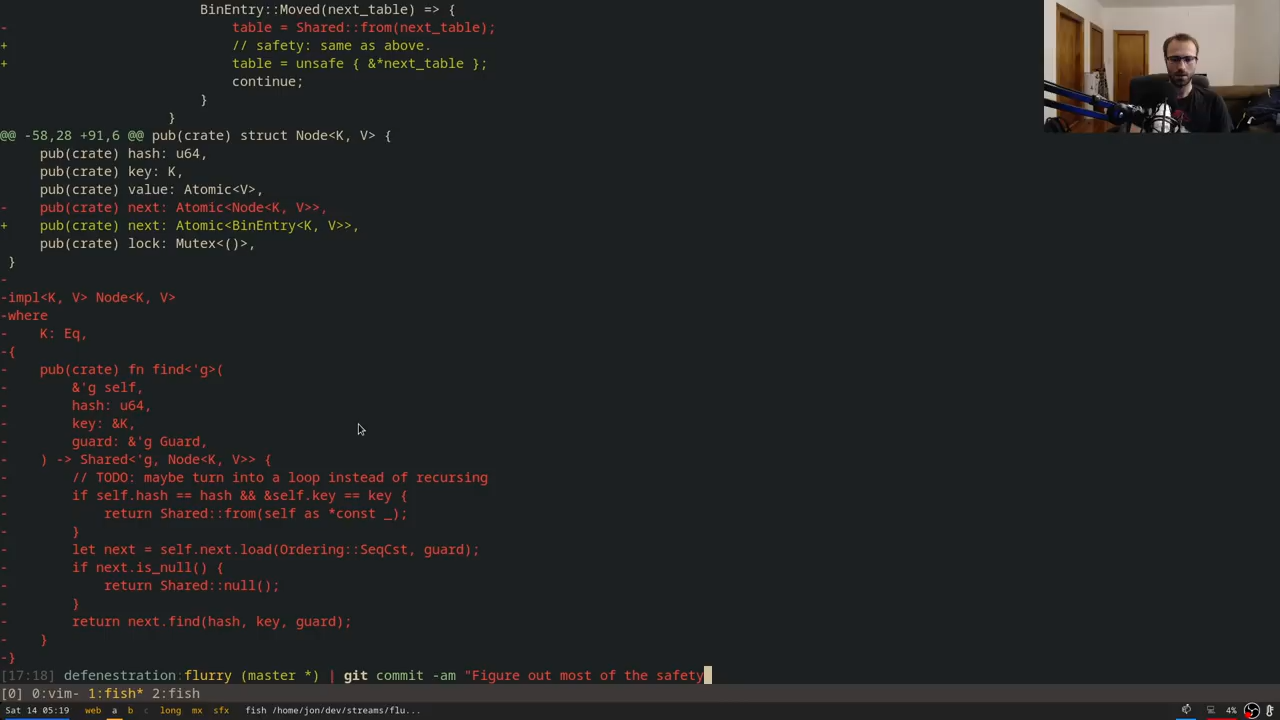 BinEntry::Moved(next_table) => {
-                            table = Shared::from(next_table);
+                            // safety: same as above.
+                            table = unsafe { &*next_table };
                             continue;
                         }
                     }
@@ -58,28 +91,6 @@ pub(crate) struct Node<K, V> {
     pub(crate) hash: u64,
     pub(crate) key: K,
     pub(crate) value: Atomic<V>,
-    pub(crate) next: Atomic<Node<K, V>>,
+    pub(crate) next: Atomic<BinEntry<K, V>>,
     pub(crate) lock: Mutex<()>,
 }
-
-impl<K, V> Node<K, V>
-where
-    K: Eq,
-{
-    pub(crate) fn find<'g>(
-        &'g self,
-        hash: u64,
-        key: &K,
-        guard: &'g Guard,
-    ) -> Shared<'g, Node<K, V>> {
-        // TODO: maybe turn into a loop instead of recursing
-        if self.hash == hash && &self.key == key {
-            return Shared::from(self as *const _);
-        }
-        let next = self.next.load(Ordering::SeqCst, guard);
-        if next.is_null() {
-            return Shared::null();
-        }
-        return next.find(hash, key, guard);
-    }
-}
[17:18] defenestration:flurry (master *) | git commit -am "Figure out most of the safety
[0] 0:vim- 1:fish* 2:fish
Sat 14 05:19 web a b c long mx sfx fish /home/jon/dev/streams/flu... 4%